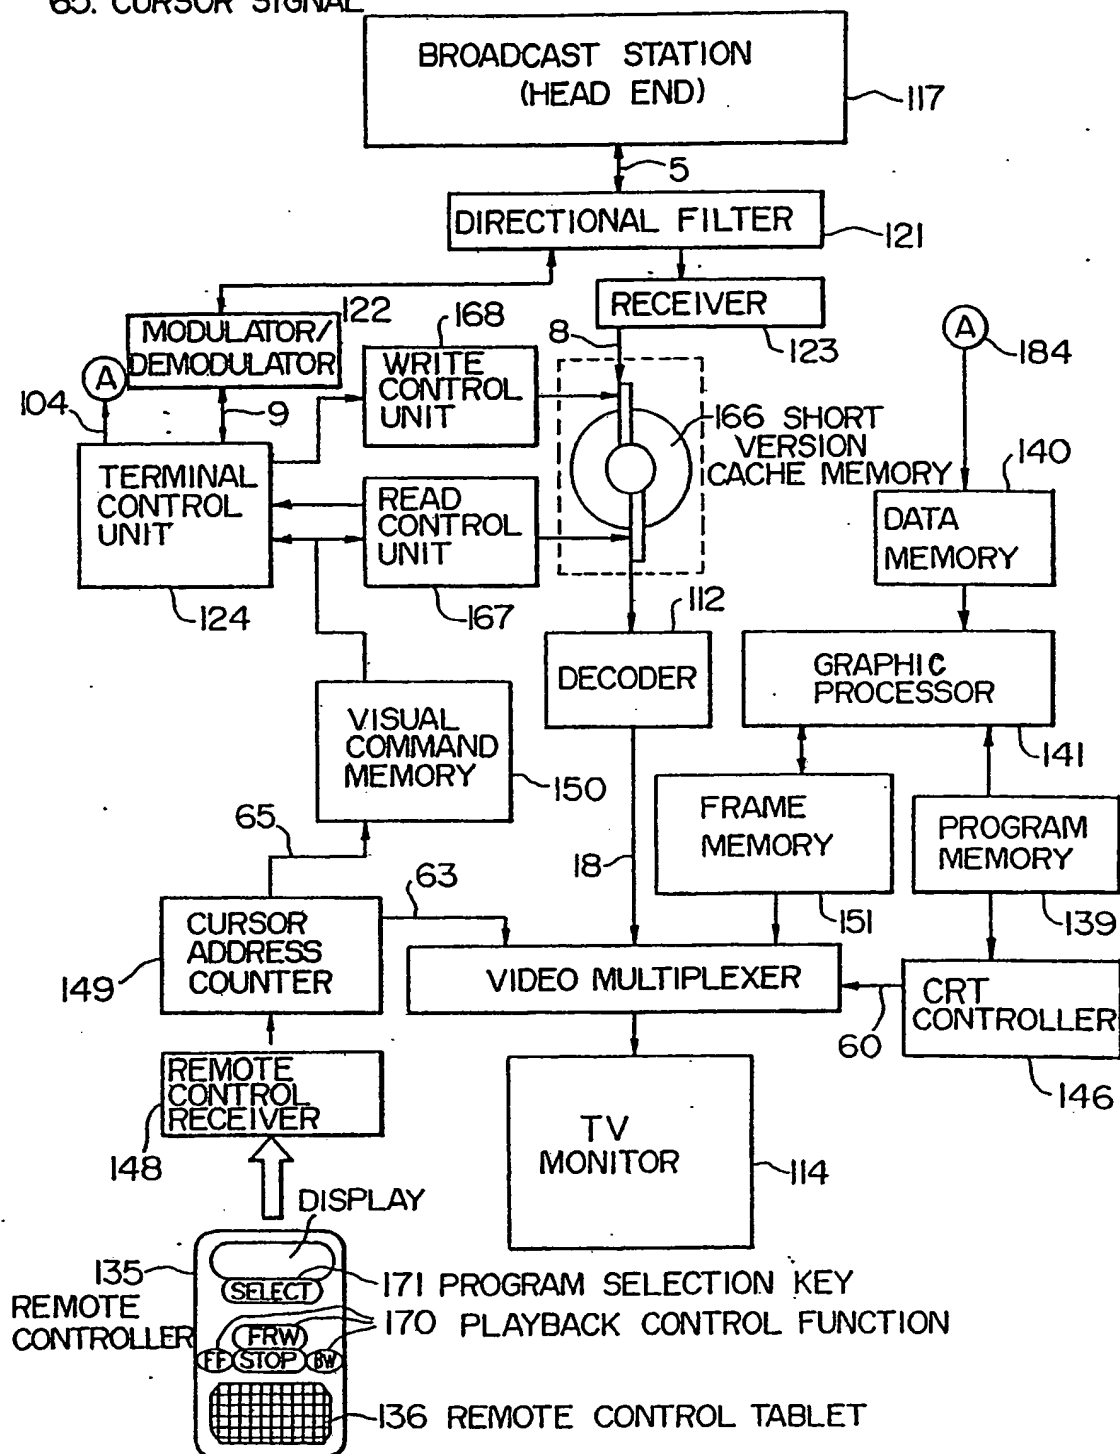 65. CURSOR SIGNAL
BROADCAST STATION
(HEAD END)
117
5
DIRECTIONAL FILTER
121
RECEIVER
123
8
122
MODULATOR/
DEMODULATOR
168
WRITE
CONTROL
UNIT
A
184
A
104
9
166 SHORT
VERSION
CACHE MEMORY
TERMINAL
CONTROL
UNIT
124
READ
CONTROL
UNIT
167
140
DATA
MEMORY
112
DECODER
GRAPHIC
PROCESSOR
141
VISUAL
COMMAND
MEMORY
150
FRAME
MEMORY
151
PROGRAM
MEMORY
139
65
63
18
CURSOR
ADDRESS
COUNTER
149
VIDEO MULTIPLEXER
60
CRT
CONTROLLER
146
REMOTE
CONTROL
RECEIVER
148
TV
MONITOR
114
DISPLAY
135
REMOTE
CONTROLLER
SELECT
171 PROGRAM SELECTION KEY
FRW
170 PLAYBACK CONTROL FUNCTION
FF STOP BW
136 REMOTE CONTROL TABLET